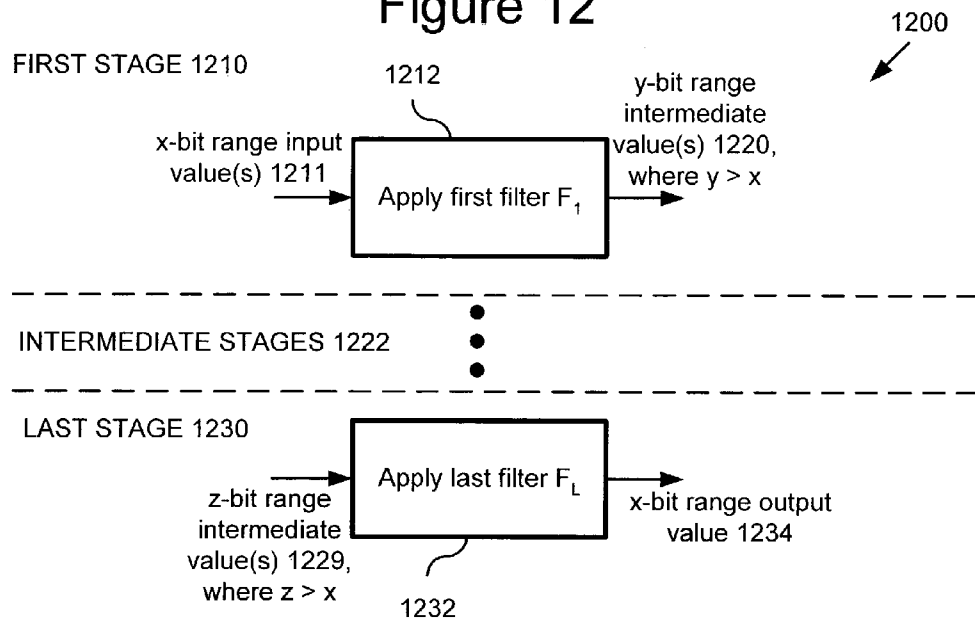 Figure 12
1200
FIRST STAGE 1210
1212
x-bit range input
value(s) 1211
Apply first filter F1
y-bit range
intermediate
value(s) 1220,
where y > x
INTERMEDIATE STAGES 1222
LAST STAGE 1230
Apply last filter FL
z-bit range
intermediate
value(s) 1229,
where z > x
x-bit range output
value 1234
1232